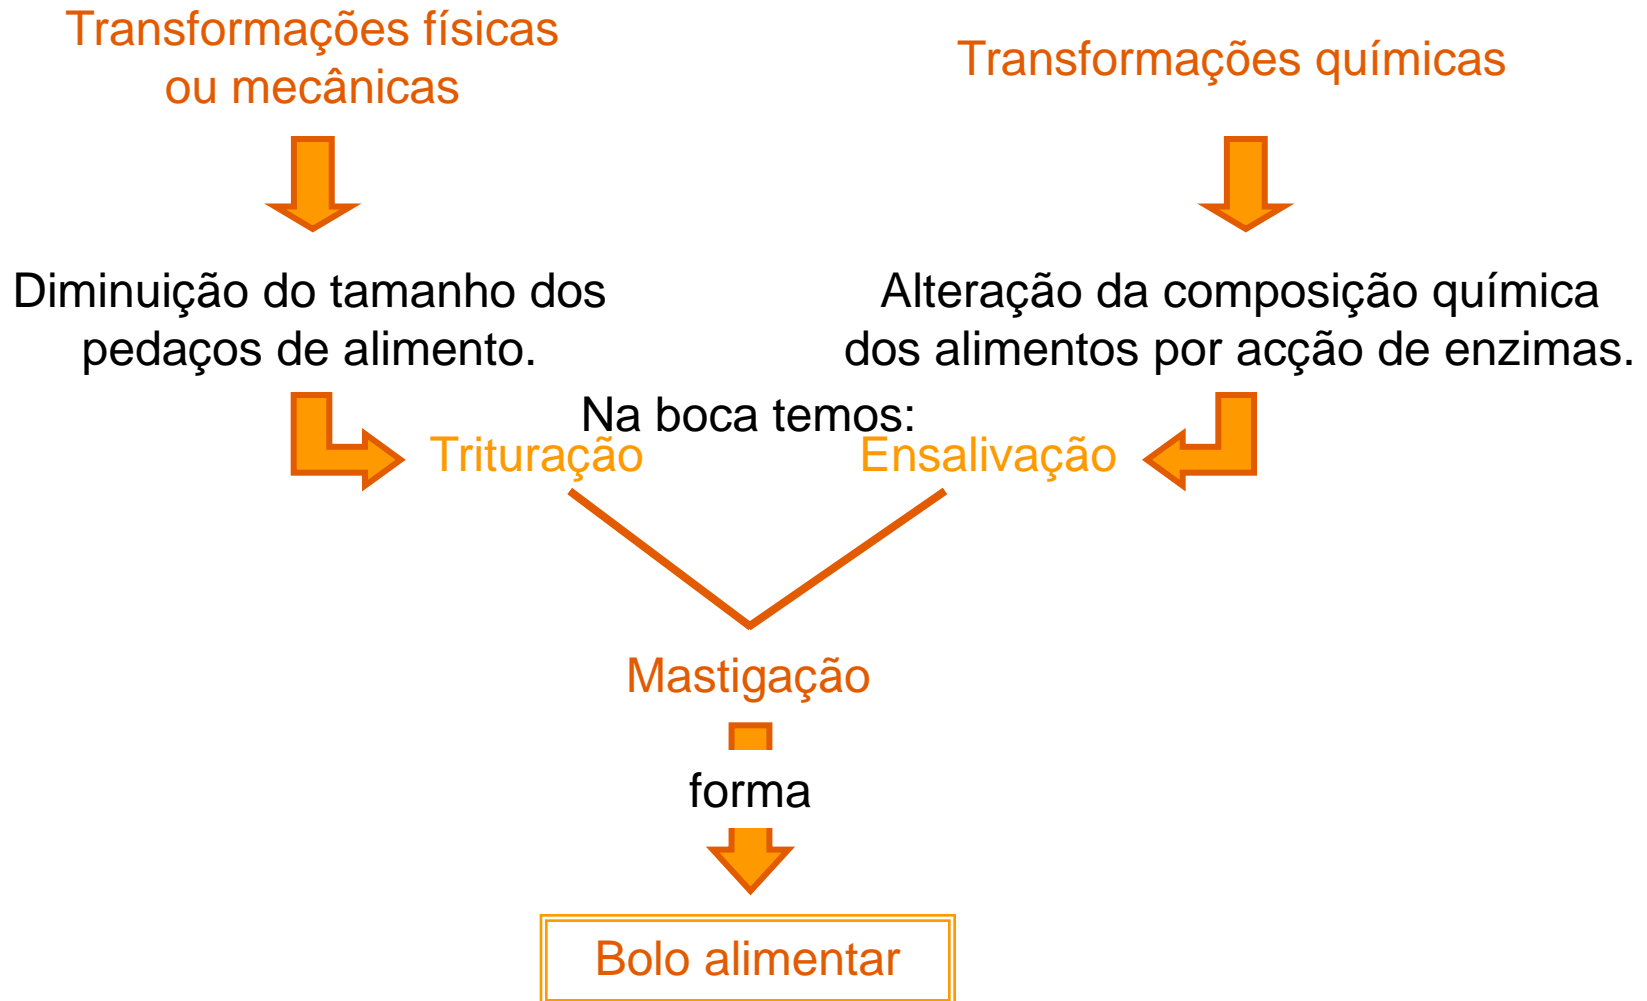 Transformações físicas
ou mecânicas
Transformações químicas
Diminuição do tamanho dos
pedaços de alimento.
Alteração da composição química
dos alimentos por acção de enzimas.
Na boca temos:
Trituração
Ensalivação
Mastigação
forma
Bolo alimentar